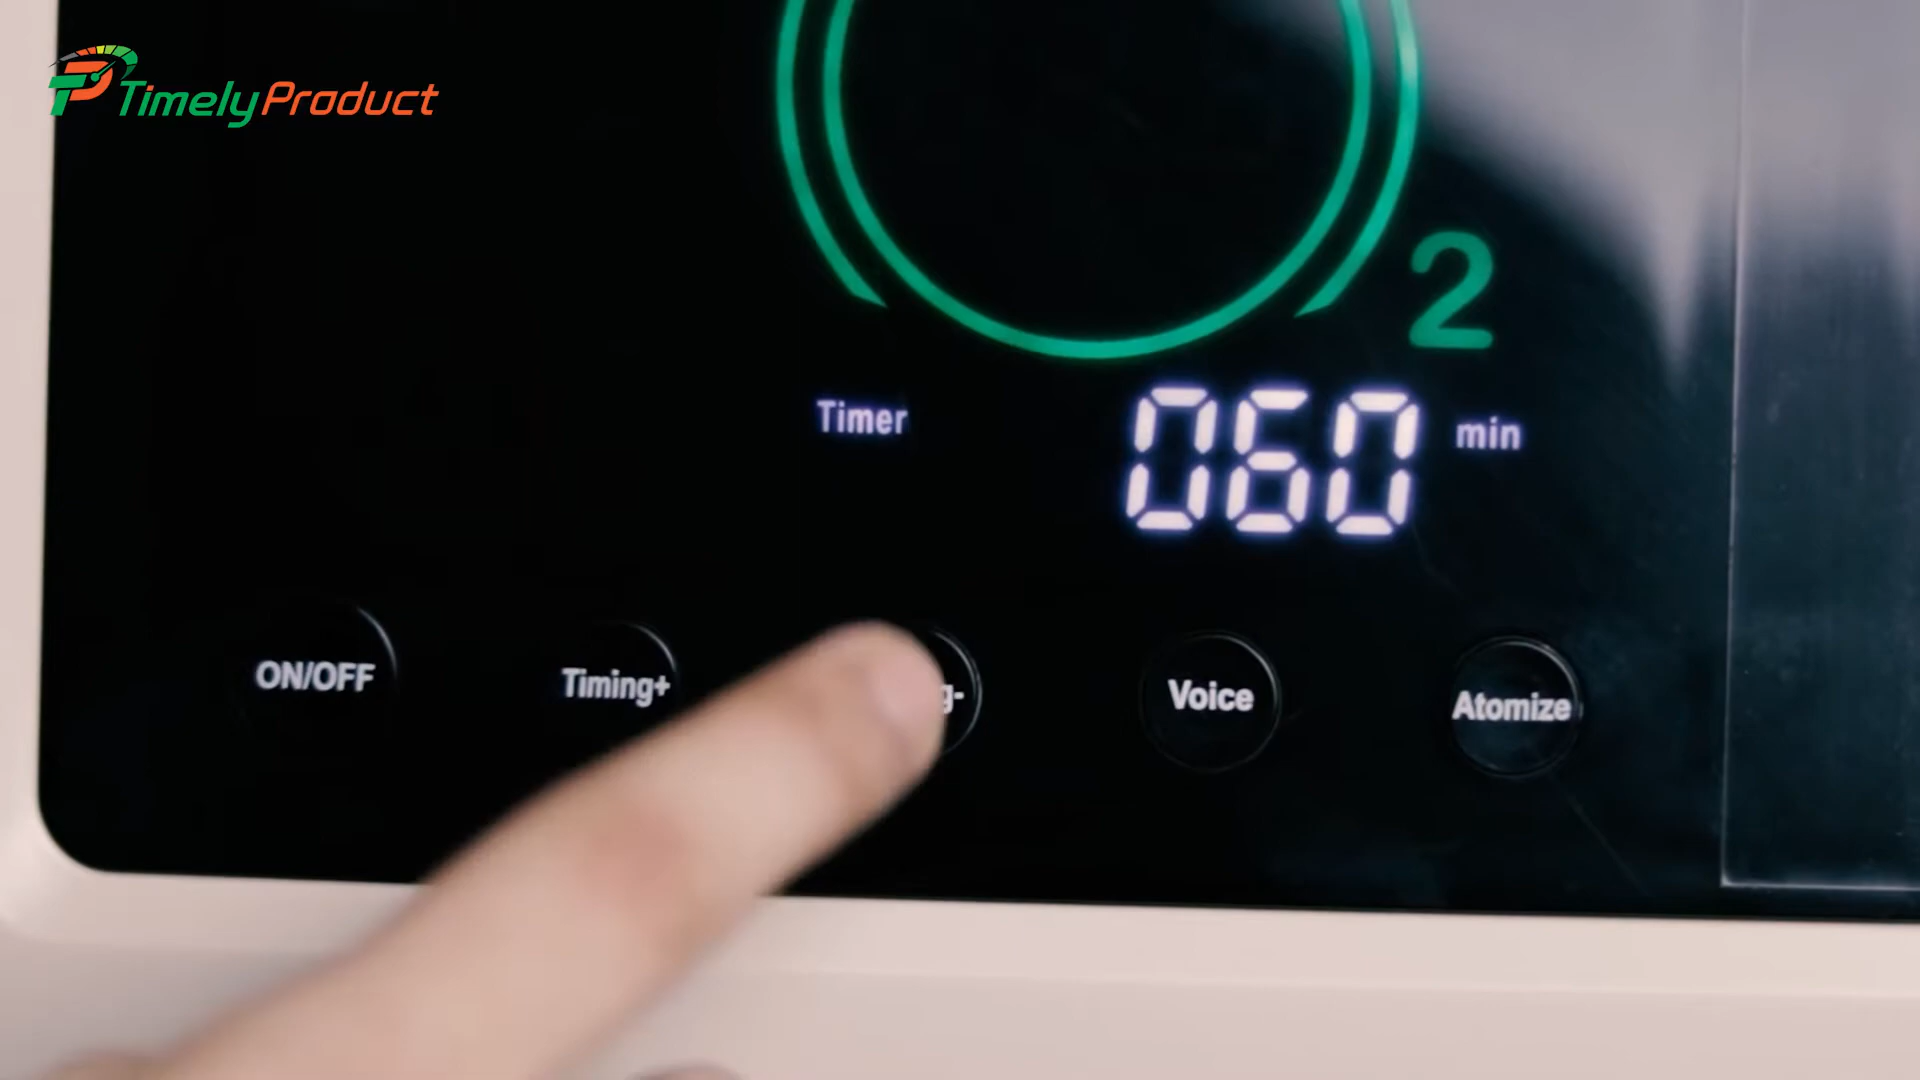 TimelyProduct
2
Timer
060 min
ON/OFF
Timing+
g-
Voice
Atomize